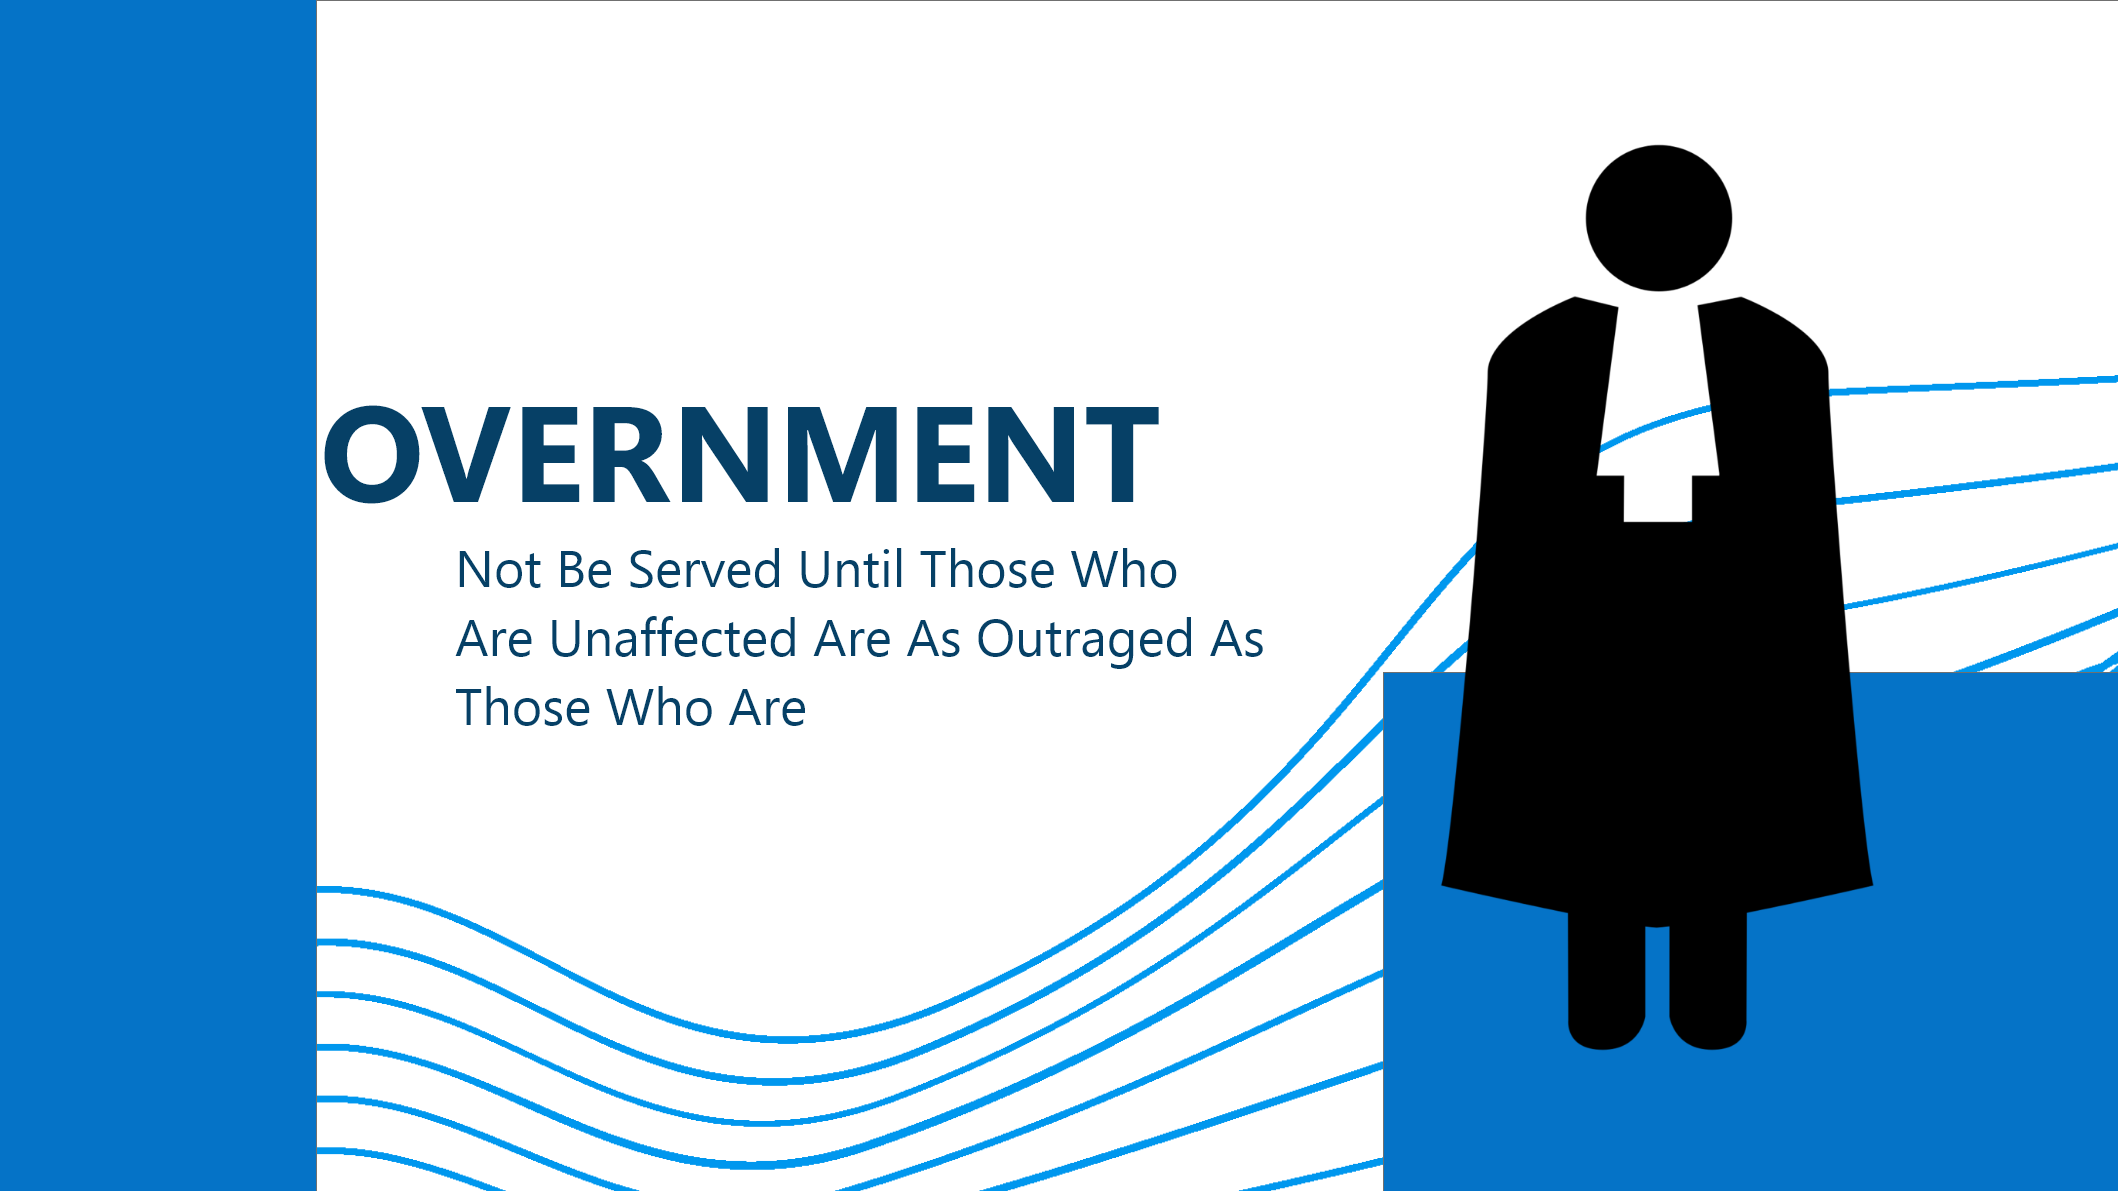 OVERNMENT
Not Be Served Until Those Who
Are Unaffected Are As Outraged As
Those Who Are